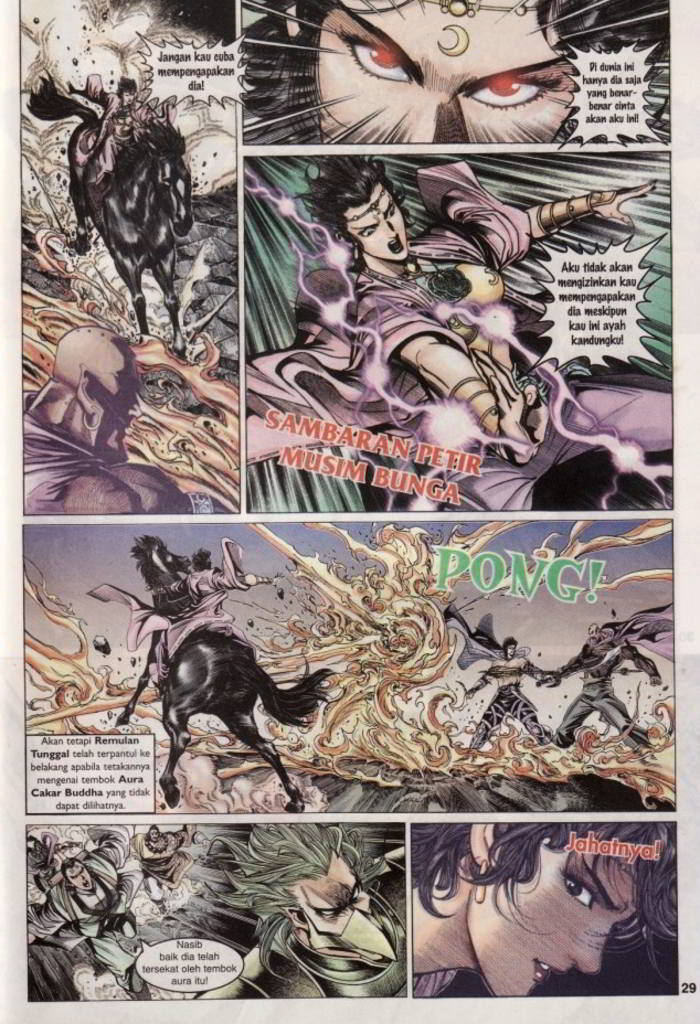 Jangan kau cuba
mempengapakan
dia!
Di dunia ini
hanya dia saja
yang benar-
benar cinta
akan aku ini!
Aku tidak akan
mengizinkan kau
mempengapakan
dia meskipun
kau ini ayah
kandungku!
SAMBARAN PETIR
MUSIM BUNGA
PONG!
Akan tetapi Remulan
Tunggal telah terpantul ke
belakang apabila tetakannya
mengenai tembok Aura
Cakar Buddha yang tidak
dapat dilihatnya.
Nasib
baik dia telah
tersekat oleh tembok
aura itu!
Jahatnya!
29